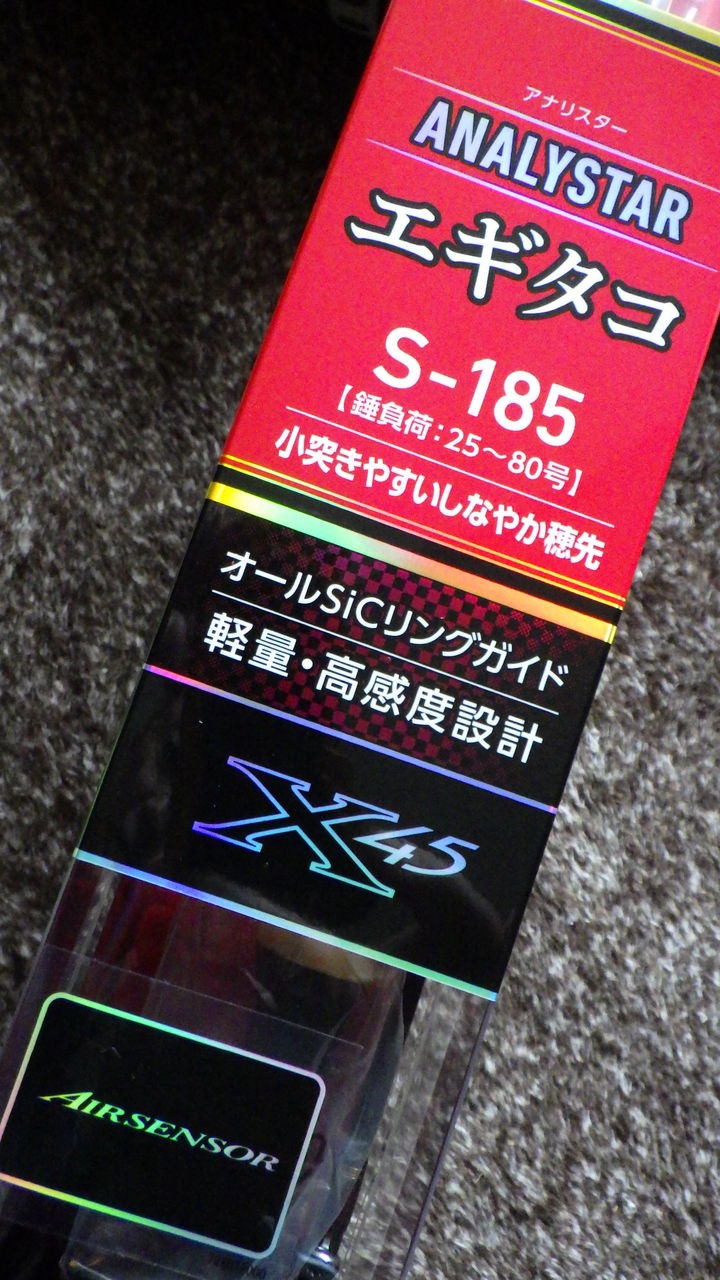 アナリスター
ANALYSTAR
エギタコ
S-185
【錘負荷:25～80号】
小突きやすいしなやか穂先
オールSiCリングガイド
軽量・高感度設計
X45
AIRSENSOR